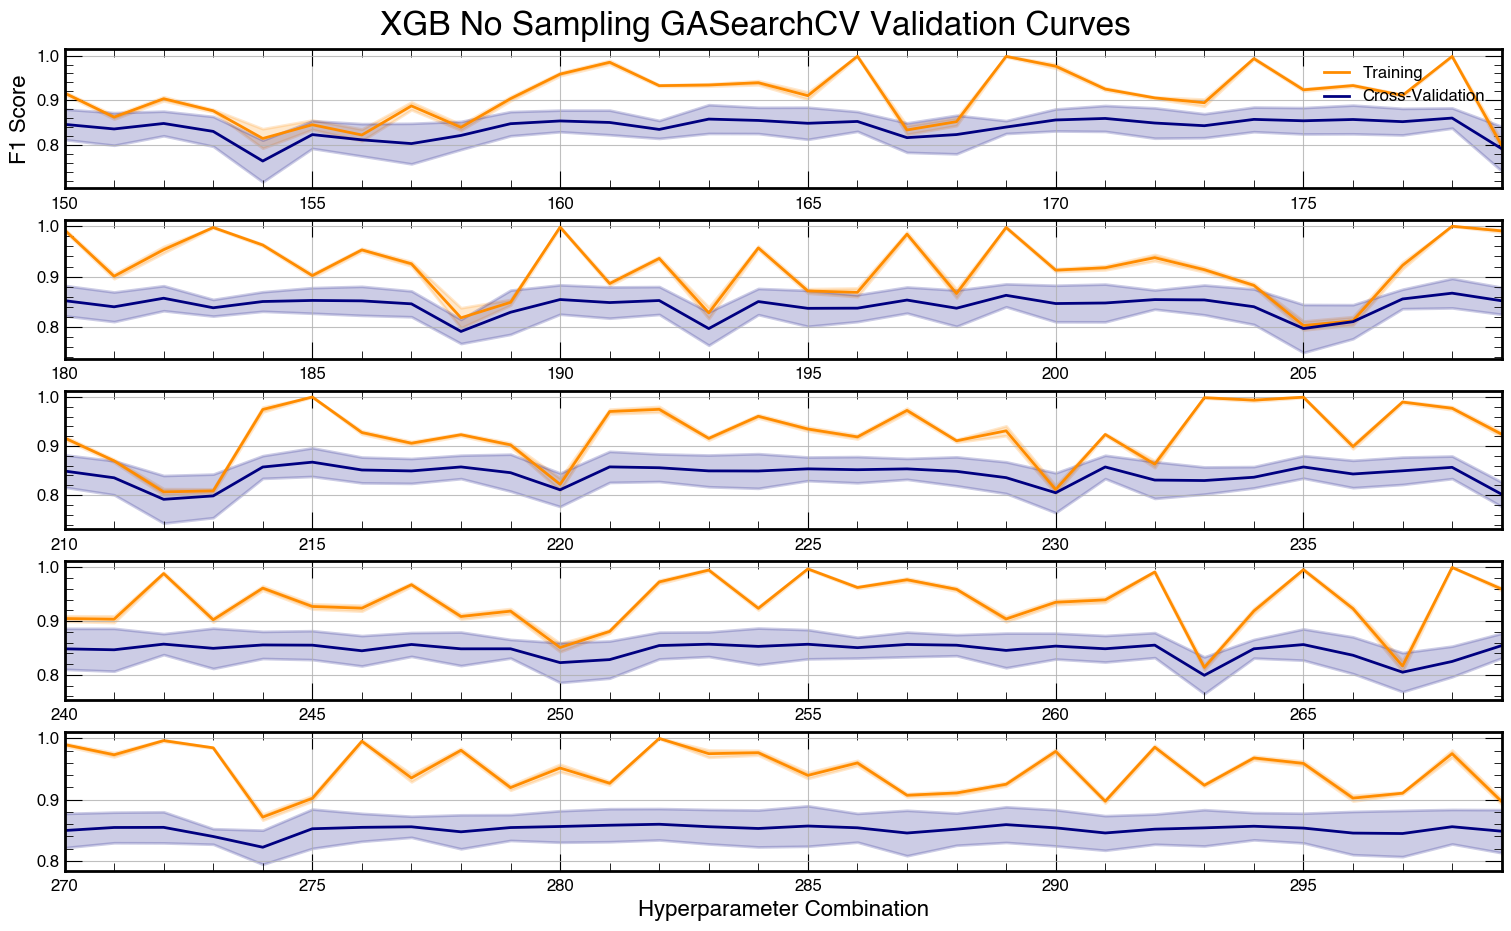 XGB No Sampling GASearchCV Validation Curves
F1 Score
1.0
0.9
0.8
Training
Cross-Validation
150 155 160 165 170 175
1.0
0.9
0.8
180 185 190 195 200 205
1.0
0.9
0.8
210 215 220 225 230 235
1.0
0.9
0.8
240 245 250 255 260 265
1.0
0.9
0.8
270 275 280 285 290 295
Hyperparameter Combination